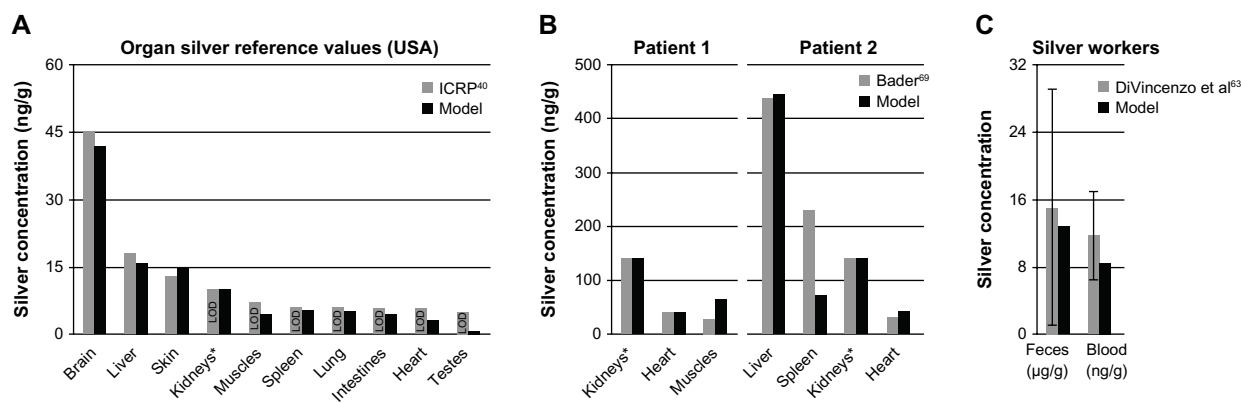 A
Organ silver reference values (USA)
Silver concentration (ng/g)
60
45
30
15
0
ICRP⁴⁰
Model
LOD
LOD
LOD
LOD
LOD
LOD
LOD
Brain
Liver
Skin
Kidneys*
Muscles
Spleen
Lung
Intestines
Heart
Testes
B
Patient 1
Patient 2
Silver concentration (ng/g)
500
400
300
200
100
0
Bader⁶⁹
Model
Kidneys*
Heart
Muscles
Liver
Spleen
Kidneys*
Heart
C
Silver workers
Silver concentration
32
24
16
8
0
DiVincenzo et al⁶³
Model
Feces
(µg/g)
Blood
(ng/g)